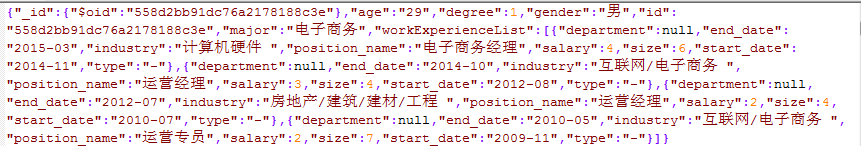 {"_id":{"$oid":"558d2bb91dc76a2178188c3e"},"age":"29","degree":1,"gender":"男","id":
"558d2bb91dc76a2178188c3e","major":"电子商务","workExperienceList":[{"department":null,"end_date":
"2015-03","industry":"计算机硬件 ","position_name":"电子商务经理","salary":4,"size":6,"start_date":
"2014-11","type":"-"},{"department":null,"end_date":"2014-10","industry":"互联网/电子商务 ",
"position_name":"运营经理","salary":3,"size":4,"start_date":"2012-08","type":"-"},{"department":null,
"end_date":"2012-07","industry":"房地产/建筑/建材/工程 ","position_name":"运营经理","salary":2,"size":4,
"start_date":"2010-07","type":"-"},{"department":null,"end_date":"2010-05","industry":"互联网/电子商务 ",
"position_name":"运营专员","salary":2,"size":7,"start_date":"2009-11","type":"-"}]}